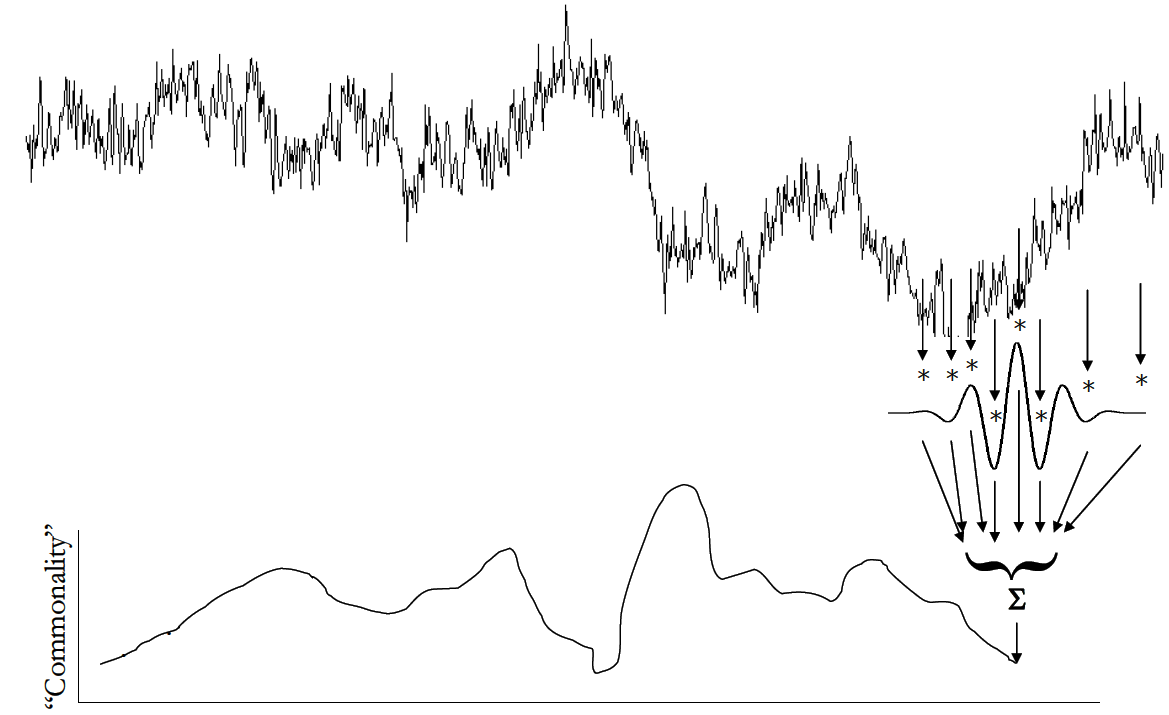 * * * * * * * *
Σ
“Commonality”